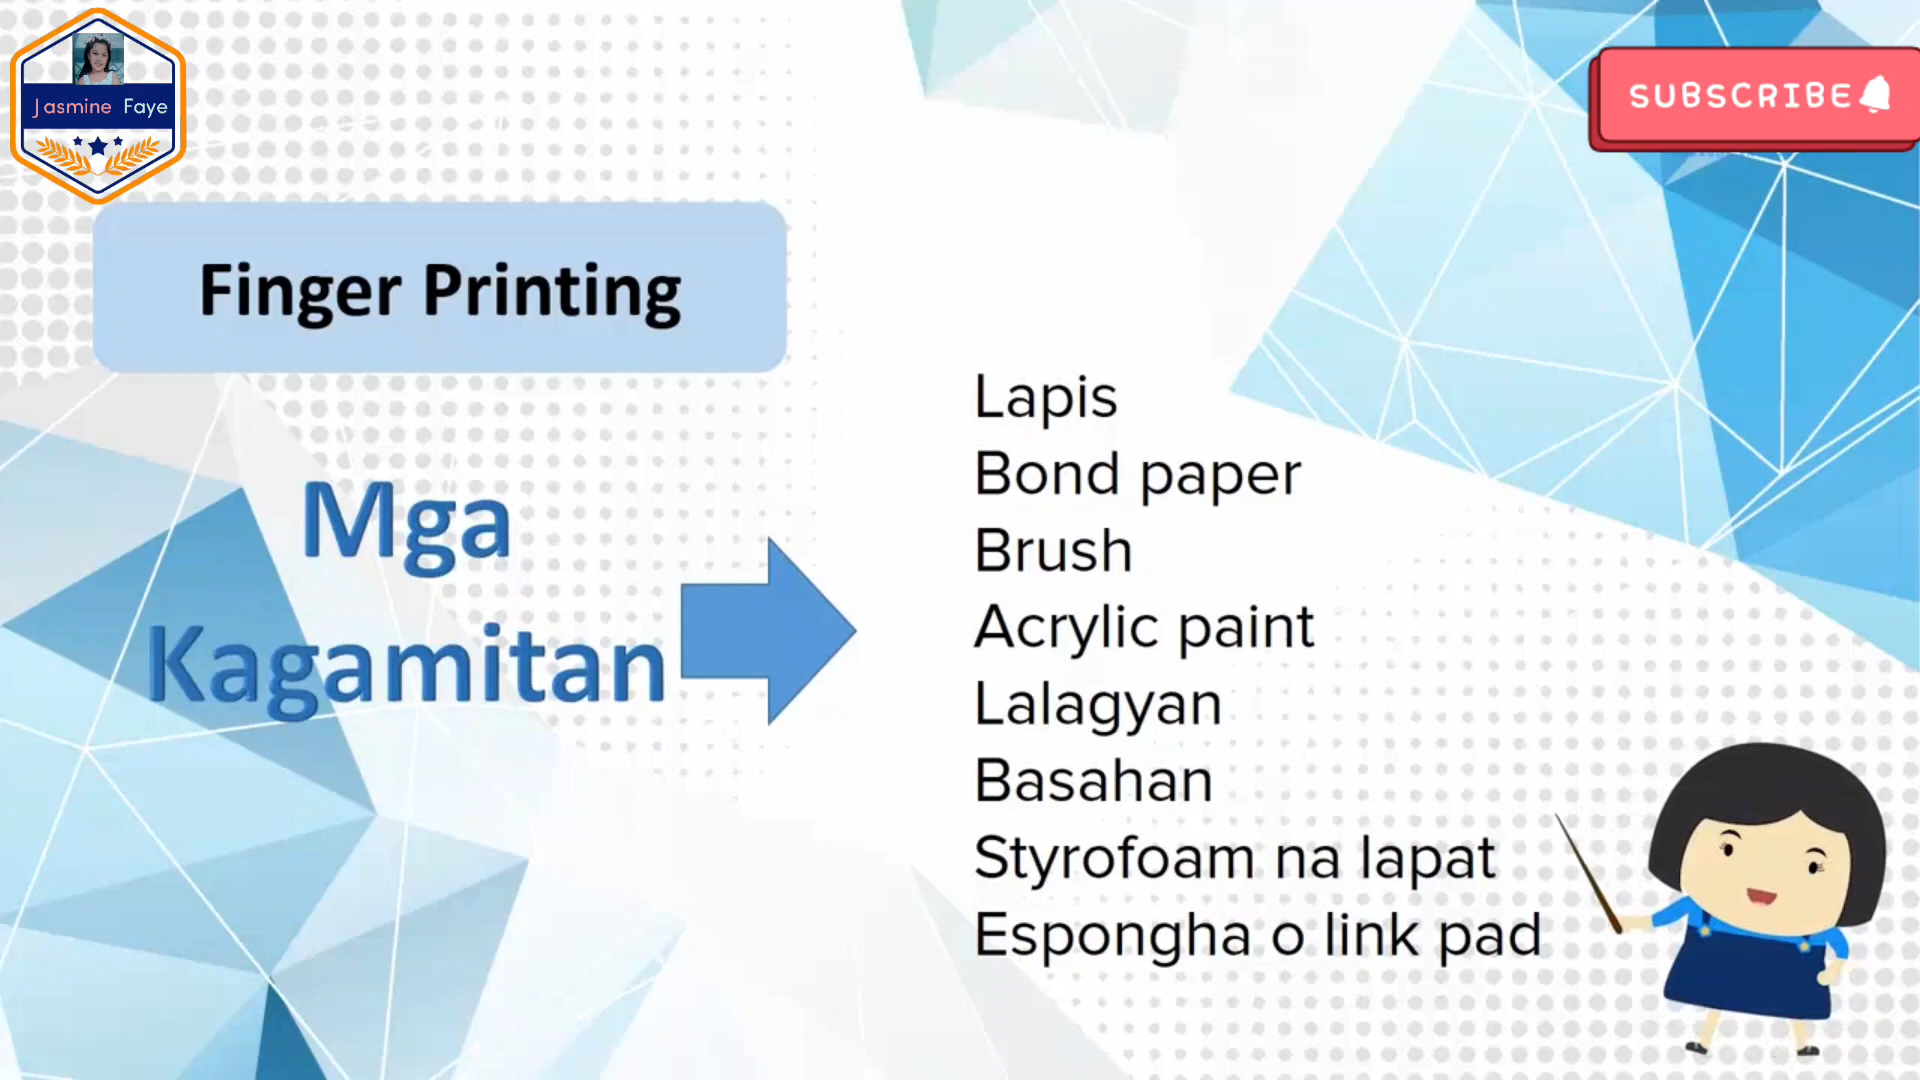 Jasmine Faye
SUBSCRIBE
Finger Printing
Mga
Kagamitan
Lapis
Bond paper
Brush
Acrylic paint
Lalagyan
Basahan
Styrofoam na lapat
Espongha o link pad